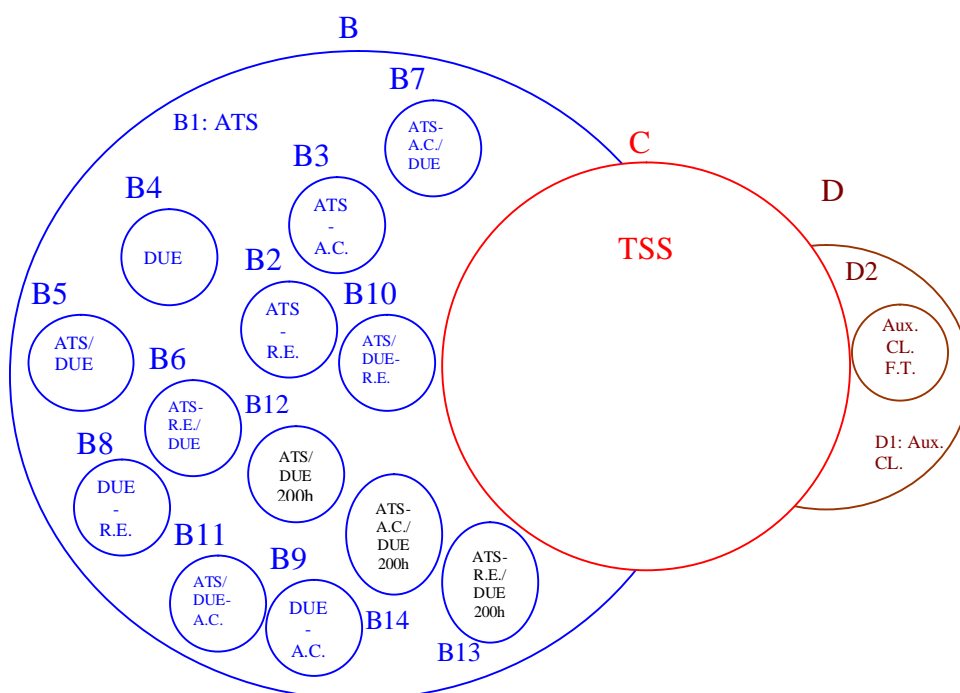 B
B7
B1: ATS
ATS-
A.C./
DUE
C
B3
B4
ATS
-
A.C.
D
DUE
B2
TSS
D2
B5
B10
ATS
-
R.E.
Aux.
CL.
F.T.
ATS/
DUE
B6
ATS/
DUE-
R.E.
ATS-
R.E./
DUE
B12
B8
ATS/
DUE
200h
D1: Aux.
CL.
DUE
-
R.E.
ATS-
A.C./
DUE
200h
B11
B9
ATS-
R.E./
DUE
200h
ATS/
DUE-
A.C.
DUE
-
A.C.
B14
B13